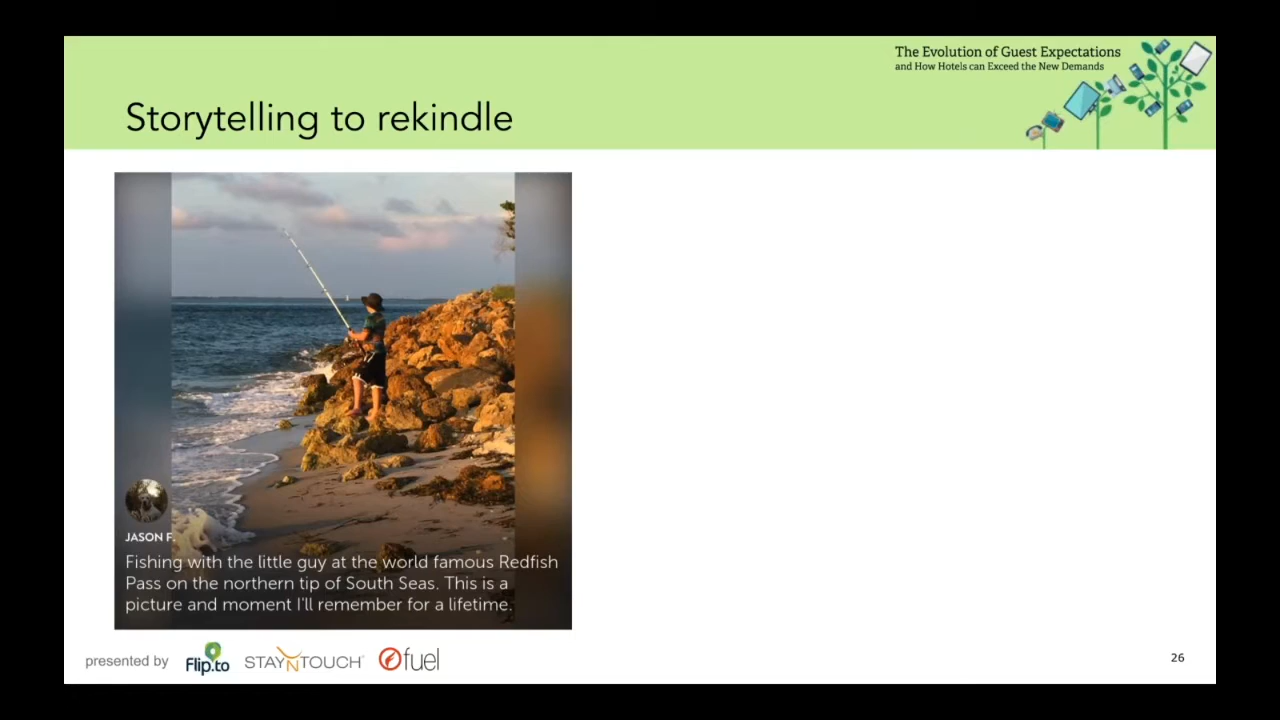 The Evolution of Guest Expectations
and How Hotels can Exceed the New Demands
Storytelling to rekindle
JASON F.
Fishing with the little guy at the world famous Redfish
Pass on the northern tip of South Seas. This is a
picture and moment I'll remember for a lifetime.
presented by Flip.to STAYNTOUCH fuel
26